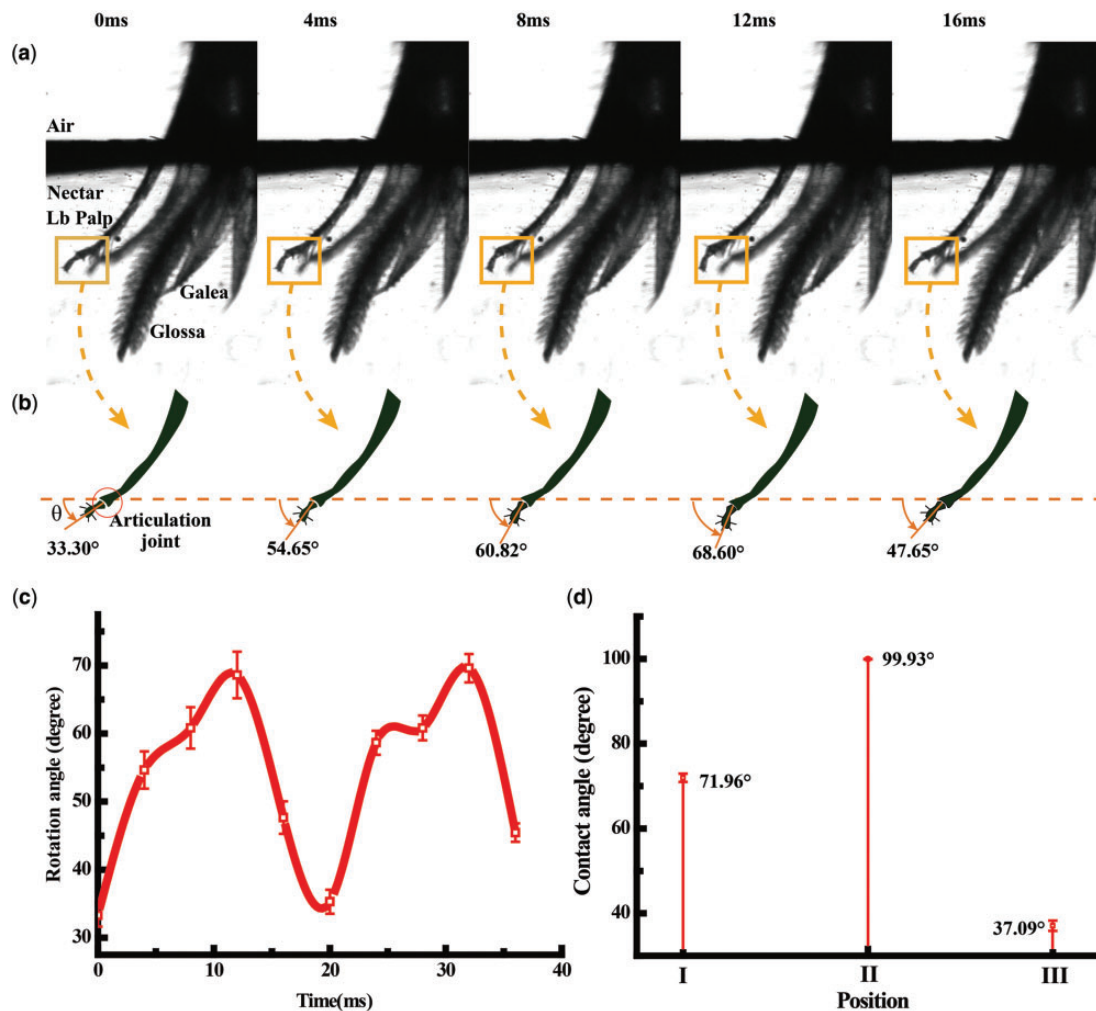 0ms 4ms 8ms 12ms 16ms
(a)
Air
Nectar
Lb Palp
Galea
Glossa
(b)
θ
Articulation
joint
33.30° 54.65° 60.82° 68.60° 47.65°
(c)
70
60
50
40
30
0 10 20 30 40
Rotation angle (degree)
Time(ms)
(d)
100
80
60
40
99.93°
71.96°
37.09°
I II III
Contact angle (degree)
Position